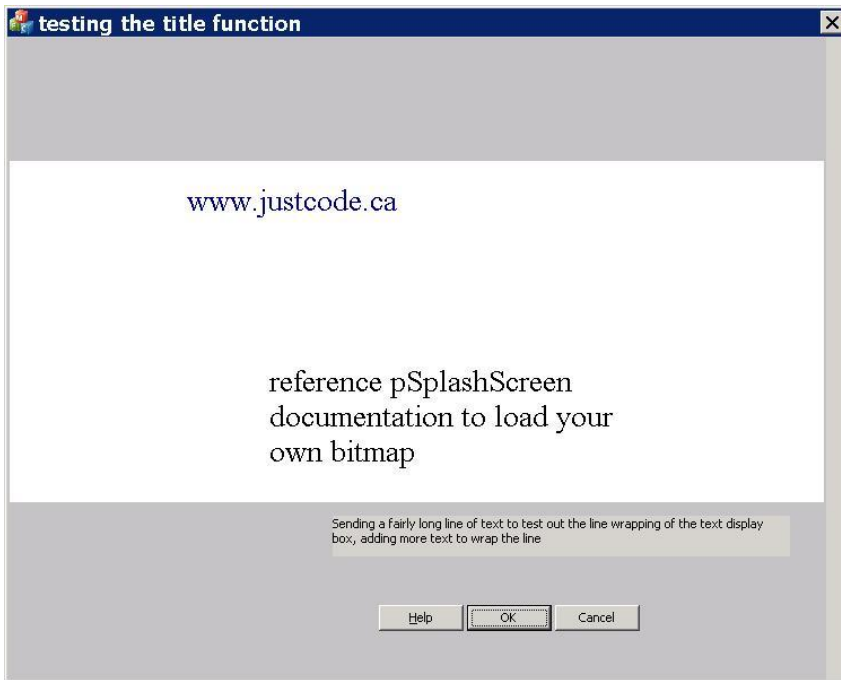 testing the title function
www.justcode.ca
reference pSplashScreen
documentation to load your
own bitmap
Sending a fairly long line of text to test out the line wrapping of the text display
box, adding more text to wrap the line
Help OK Cancel